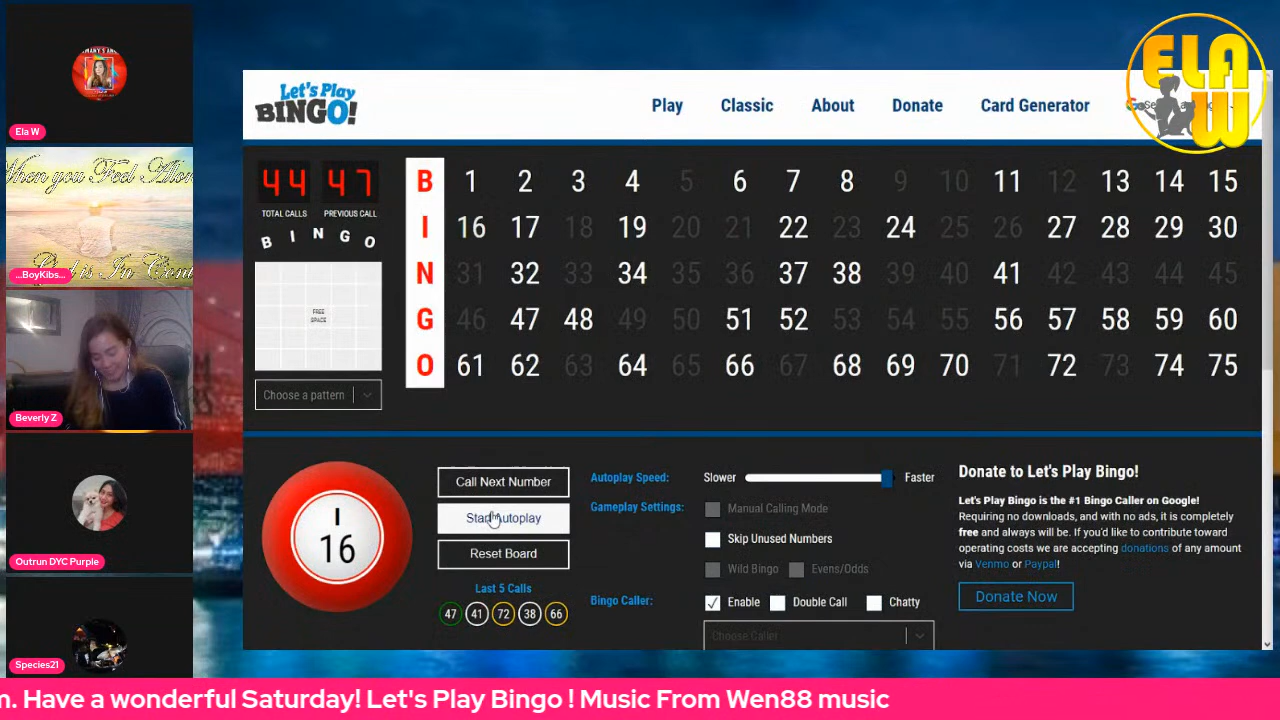 Ela W
When you Feel Alon
God is In Cont
...BoyKibs...
Beverly Z
Outrun DYC Purple
Species21
Let's Play
BINGO!
Play
Classic
About
Donate
Card Generator
ELA
W
44 47
TOTAL CALLS PREVIOUS CALL
B I N G O
FREE
SPACE
Choose a pattern
B 1 2 3 4 5 6 7 8 9 10 11 12 13 14 15
I 16 17 18 19 20 21 22 23 24 25 26 27 28 29 30
N 31 32 33 34 35 36 37 38 39 40 41 42 43 44 45
G 46 47 48 49 50 51 52 53 54 55 56 57 58 59 60
O 61 62 63 64 65 66 67 68 69 70 71 72 73 74 75
I
16
Call Next Number
Start Autoplay
Reset Board
Last 5 Calls
47 41 72 38 66
Autoplay Speed: Slower Faster
Gameplay Settings: Manual Calling Mode
Skip Unused Numbers
Wild Bingo Evens/Odds
Bingo Caller: Enable Double Call Chatty
Choose Caller
Donate to Let's Play Bingo!
Let's Play Bingo is the #1 Bingo Caller on Google!
Requiring no downloads, and with no ads, it is completely
free and always will be. If you'd like to contribute toward
operating costs we are accepting donations of any amount
via Venmo or Paypal!
Donate Now
m. Have a wonderful Saturday! Let's Play Bingo ! Music From Wen88 music